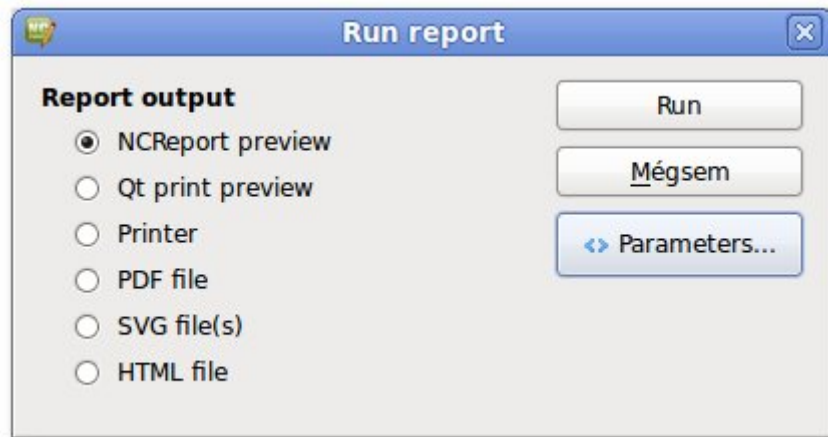 Run report
Report output
NCReport preview
Qt print preview
Printer
PDF file
SVG file(s)
HTML file
Run
Mégsem
<> Parameters...